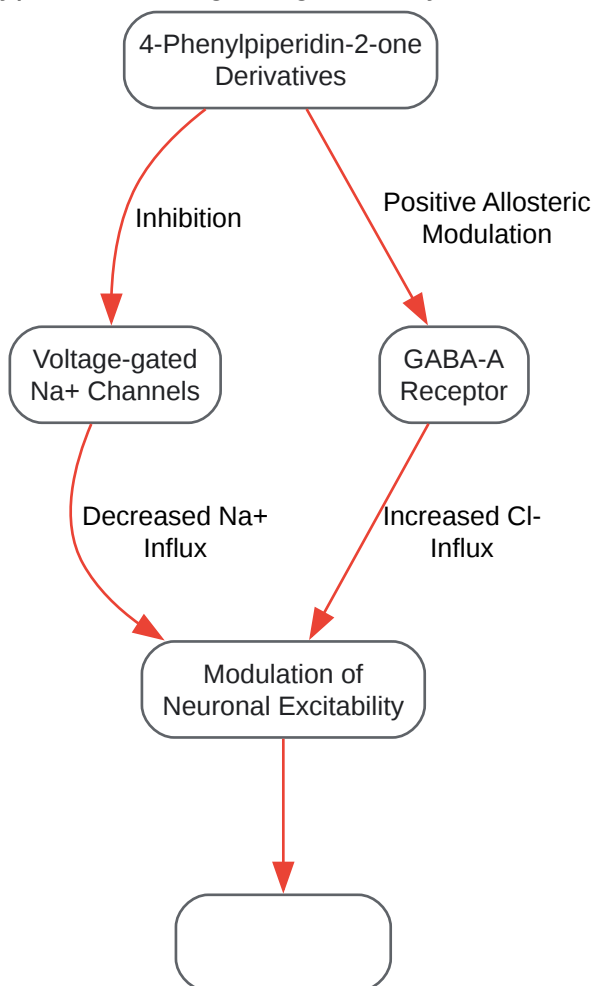 4-Phenylpiperidin-2-one
Derivatives
Inhibition
Positive Allosteric
Modulation
Voltage-gated
Na+ Channels
GABA-A
Receptor
Decreased Na+
Influx
Increased Cl-
Influx
Modulation of
Neuronal Excitability